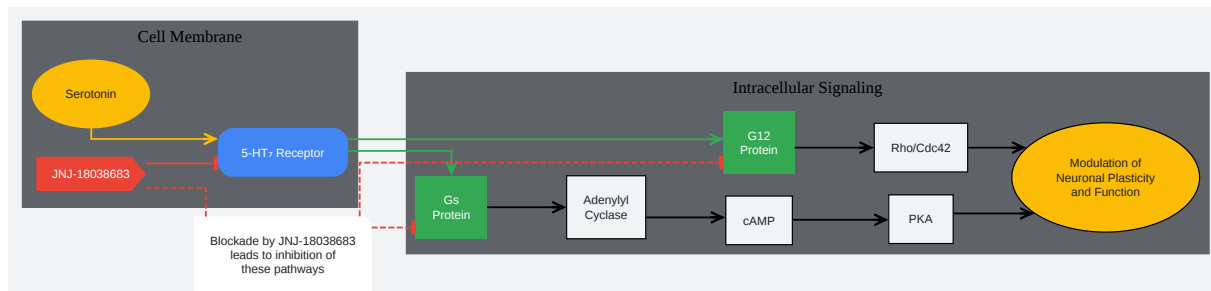 Cell Membrane
Serotonin
5-HT₇ Receptor
JNJ-18038683
Blockade by JNJ-18038683
leads to inhibition of
these pathways
Intracellular Signaling
G12
Protein
Rho/Cdc42
Gs
Protein
Adenylyl
Cyclase
cAMP
PKA
Modulation of
Neuronal Plasticity
and Function